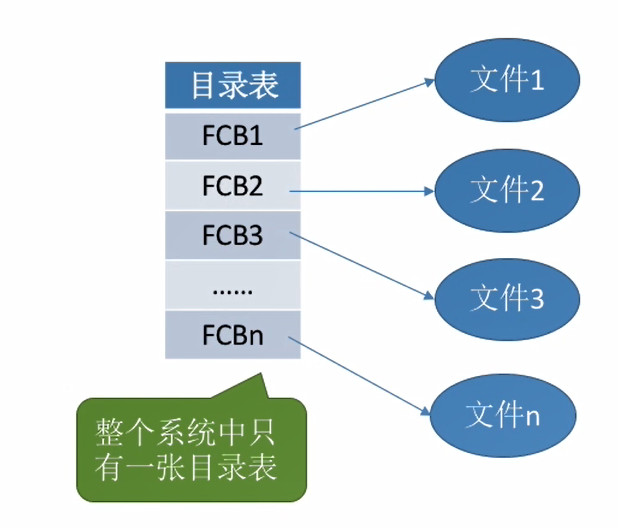 目录表
FCB1
FCB2
FCB3
……
FCBn
文件1
文件2
文件3
文件n
整个系统中只
有一张目录表